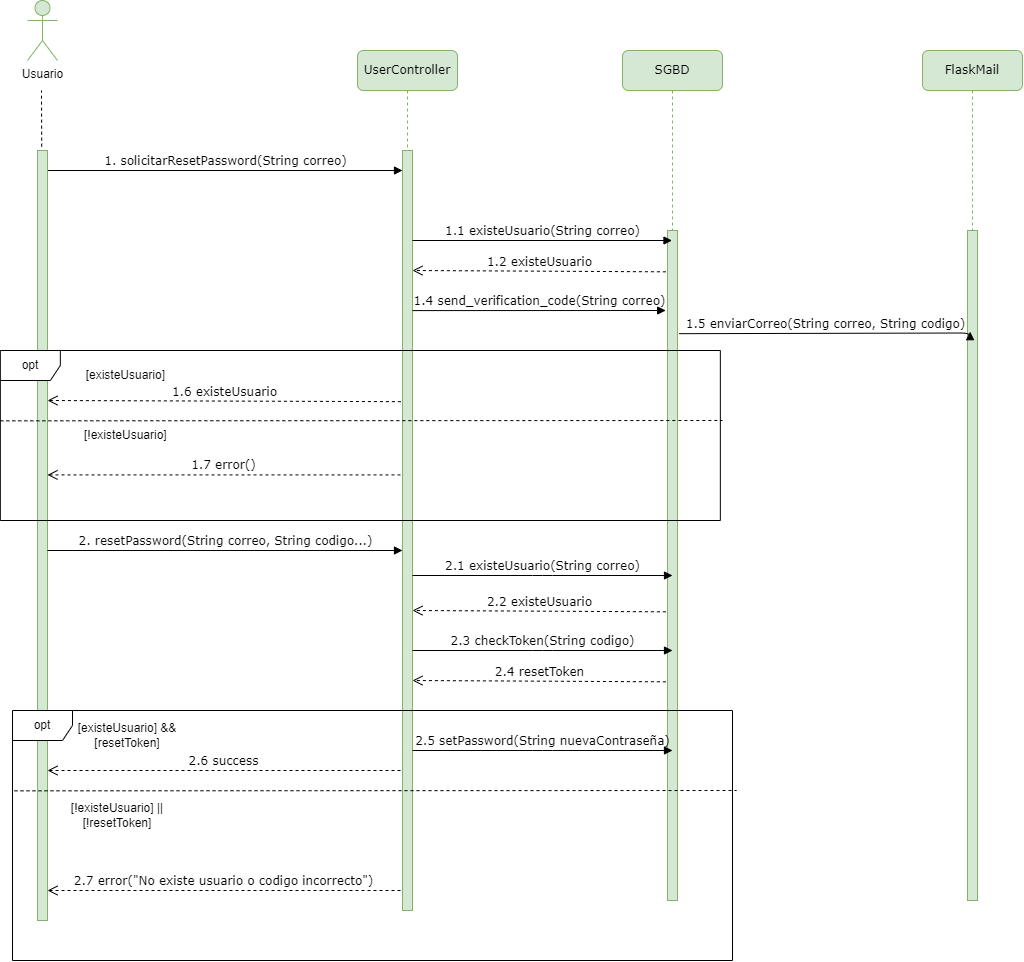 Usuario
UserController
SGBD
FlaskMail
1. solicitarResetPassword(String correo)
1.1 existeUsuario(String correo)
1.2 existeUsuario
1.4 send_verification_code(String correo)
1.5 enviarCorreo(String correo, String codigo)
opt
[existeUsuario]
1.6 existeUsuario
[!existeUsuario]
1.7 error()
2. resetPassword(String correo, String codigo...)
2.1 existeUsuario(String correo)
2.2 existeUsuario
2.3 checkToken(String codigo)
2.4 resetToken
opt
[existeUsuario] &&
[resetToken]
2.5 setPassword(String nuevaContraseña)
2.6 success
[!existeUsuario] ||
[!resetToken]
2.7 error("No existe usuario o codigo incorrecto")